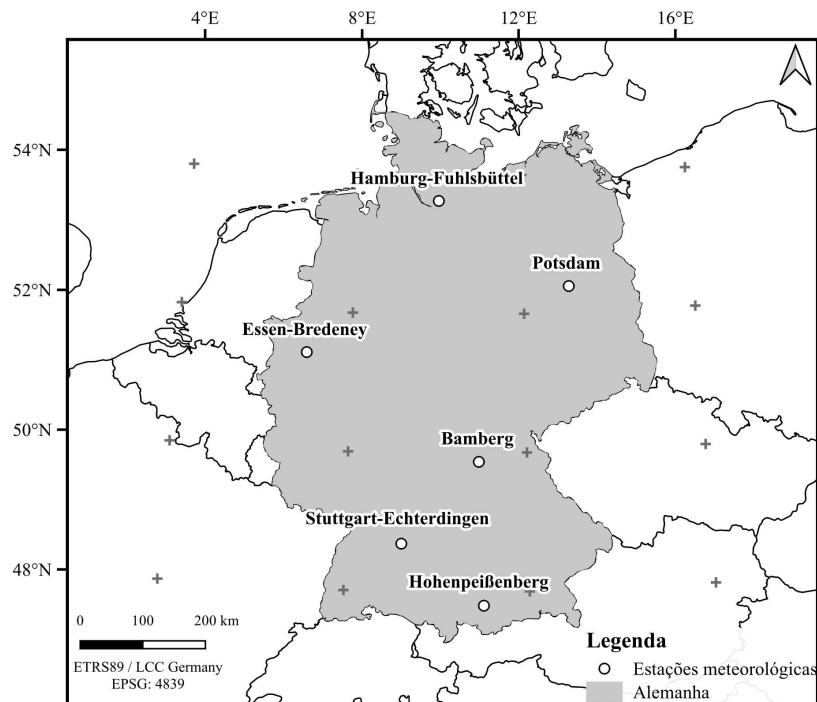 4°E 8°E 12°E 16°E
54°N
Hamburg-Fuhlsbüttel
Potsdam
52°N
Essen-Bredeney
50°N
Bamberg
Stuttgart-Echterdingen
48°N
Hohenpeißenberg
0 100 200 km
ETRS89 / LCC Germany
EPSG: 4839
Legenda
Estações meteorológicas
Alemanha